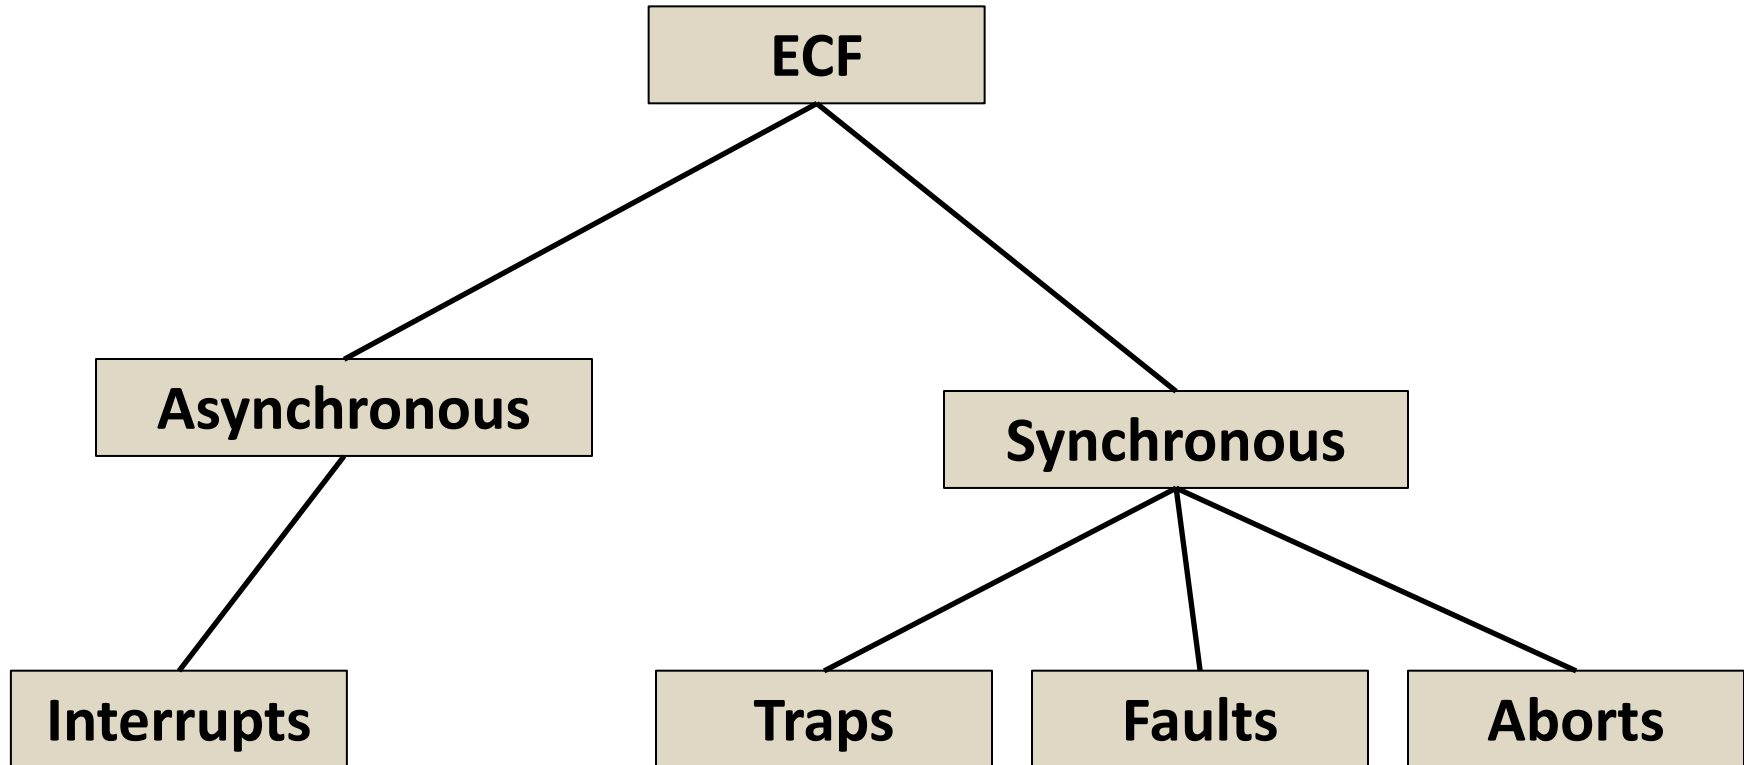 ECF
Asynchronous
Synchronous
Interrupts
Traps
Faults
Aborts